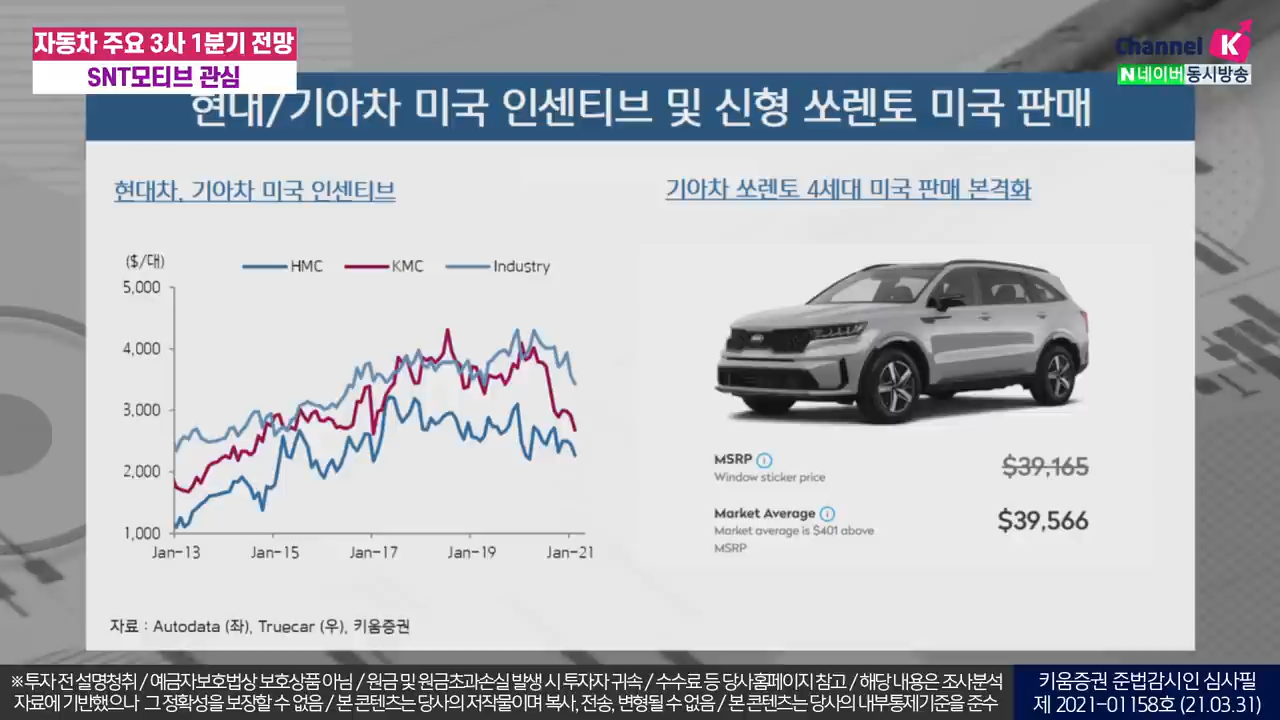 자동차 주요 3사 1분기 전망
SNT모티브 관심
Channel K
N네이버동시방송
현대/기아차 미국 인센티브 및 신형 쏘렌토 미국 판매
현대차, 기아차 미국 인센티브
기아차 쏘렌토 4세대 미국 판매 본격화
($/대)
HMC KMC Industry
5,000
4,000
3,000
2,000
1,000
Jan-13 Jan-15 Jan-17 Jan-19 Jan-21
MSRP i $39,165
Window sticker price
Market Average i $39,566
Market average is $401 above
MSRP
자료 : Autodata (좌), Truecar (우), 키움증권
※투자 전 설명청취 / 예금자보호법상 보호상품 아님 / 원금 및 원금초과손실 발생 시 투자자 귀속 / 수수료 등 당사홈페이지 참고 / 해당 내용은 조사분석
자료에 기반했으나 그 정확성을 보장할 수 없음 / 본 콘텐츠는 당사의 저작물이며 복사, 전송, 변형될 수 없음 / 본 콘텐츠는 당사의 내부통제기준을 준수
키움증권 준법감시인 심사필
제 2021-01158호 (21.03.31)